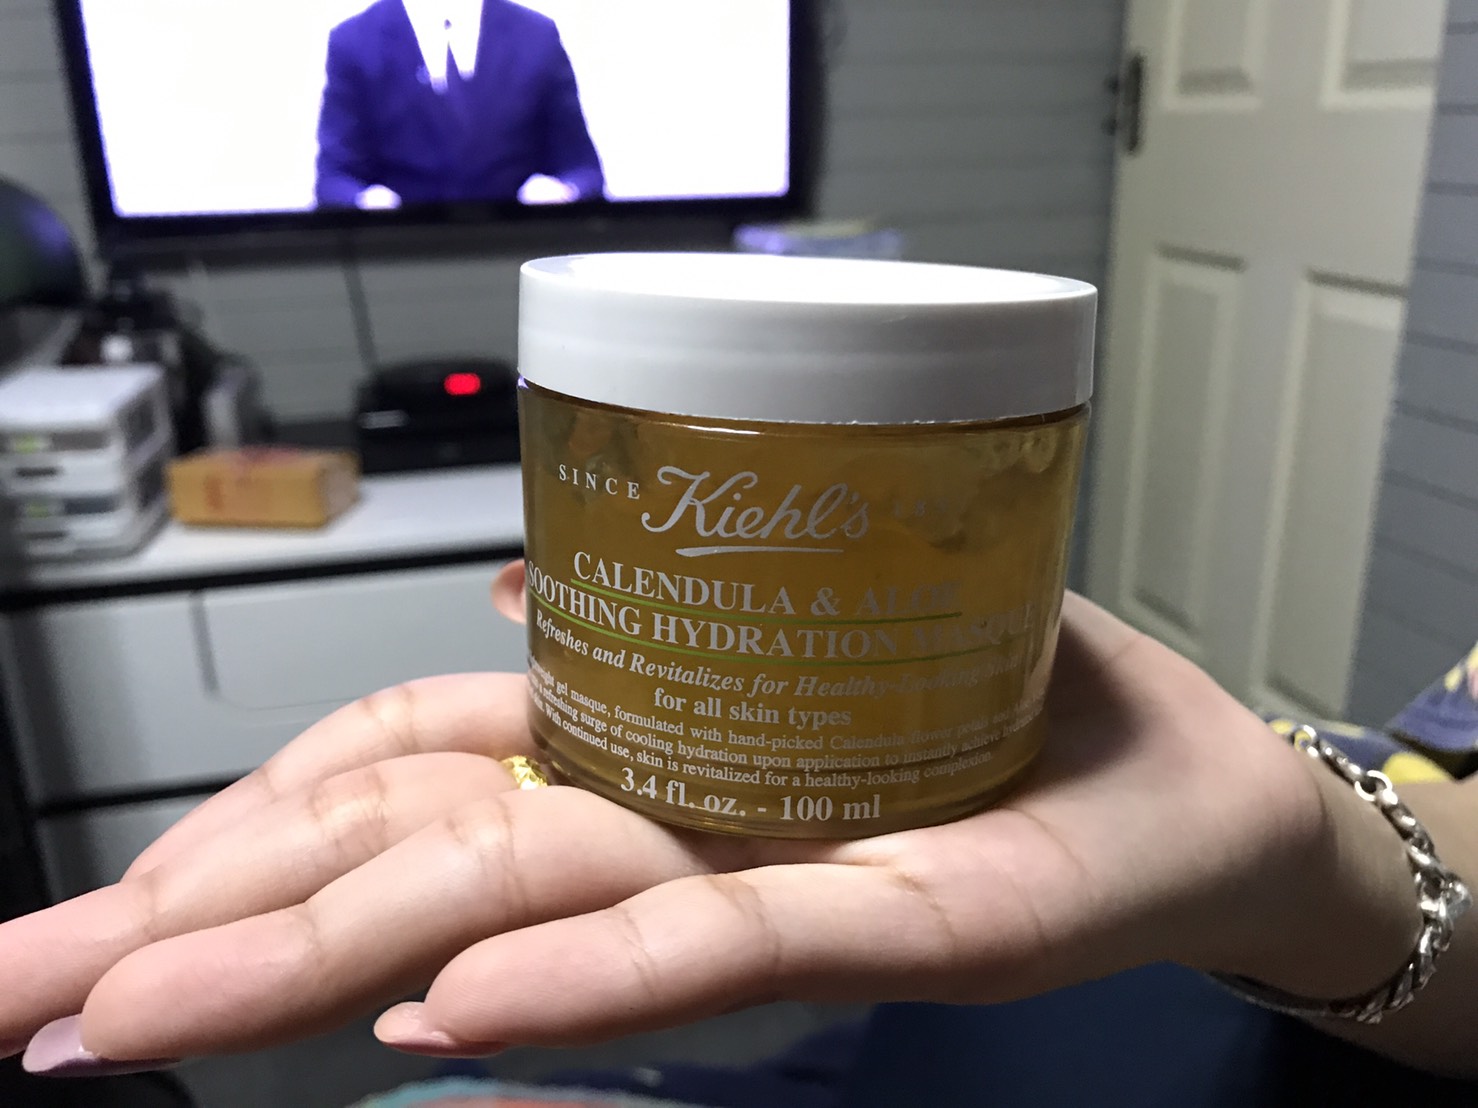 SINCE Kiehl's
CALENDULA & ALOE
SOOTHING HYDRATION MASQUE
Refreshes and Revitalizes for Healthy-Looking
for all skin types
gel masque, formulated with hand-picked Calendula flower petals and
a refreshing surge of cooling hydration upon application to instantly achieve
With continued use, skin is revitalized for a healthy-looking complexion.
3.4 fl. oz. - 100 ml